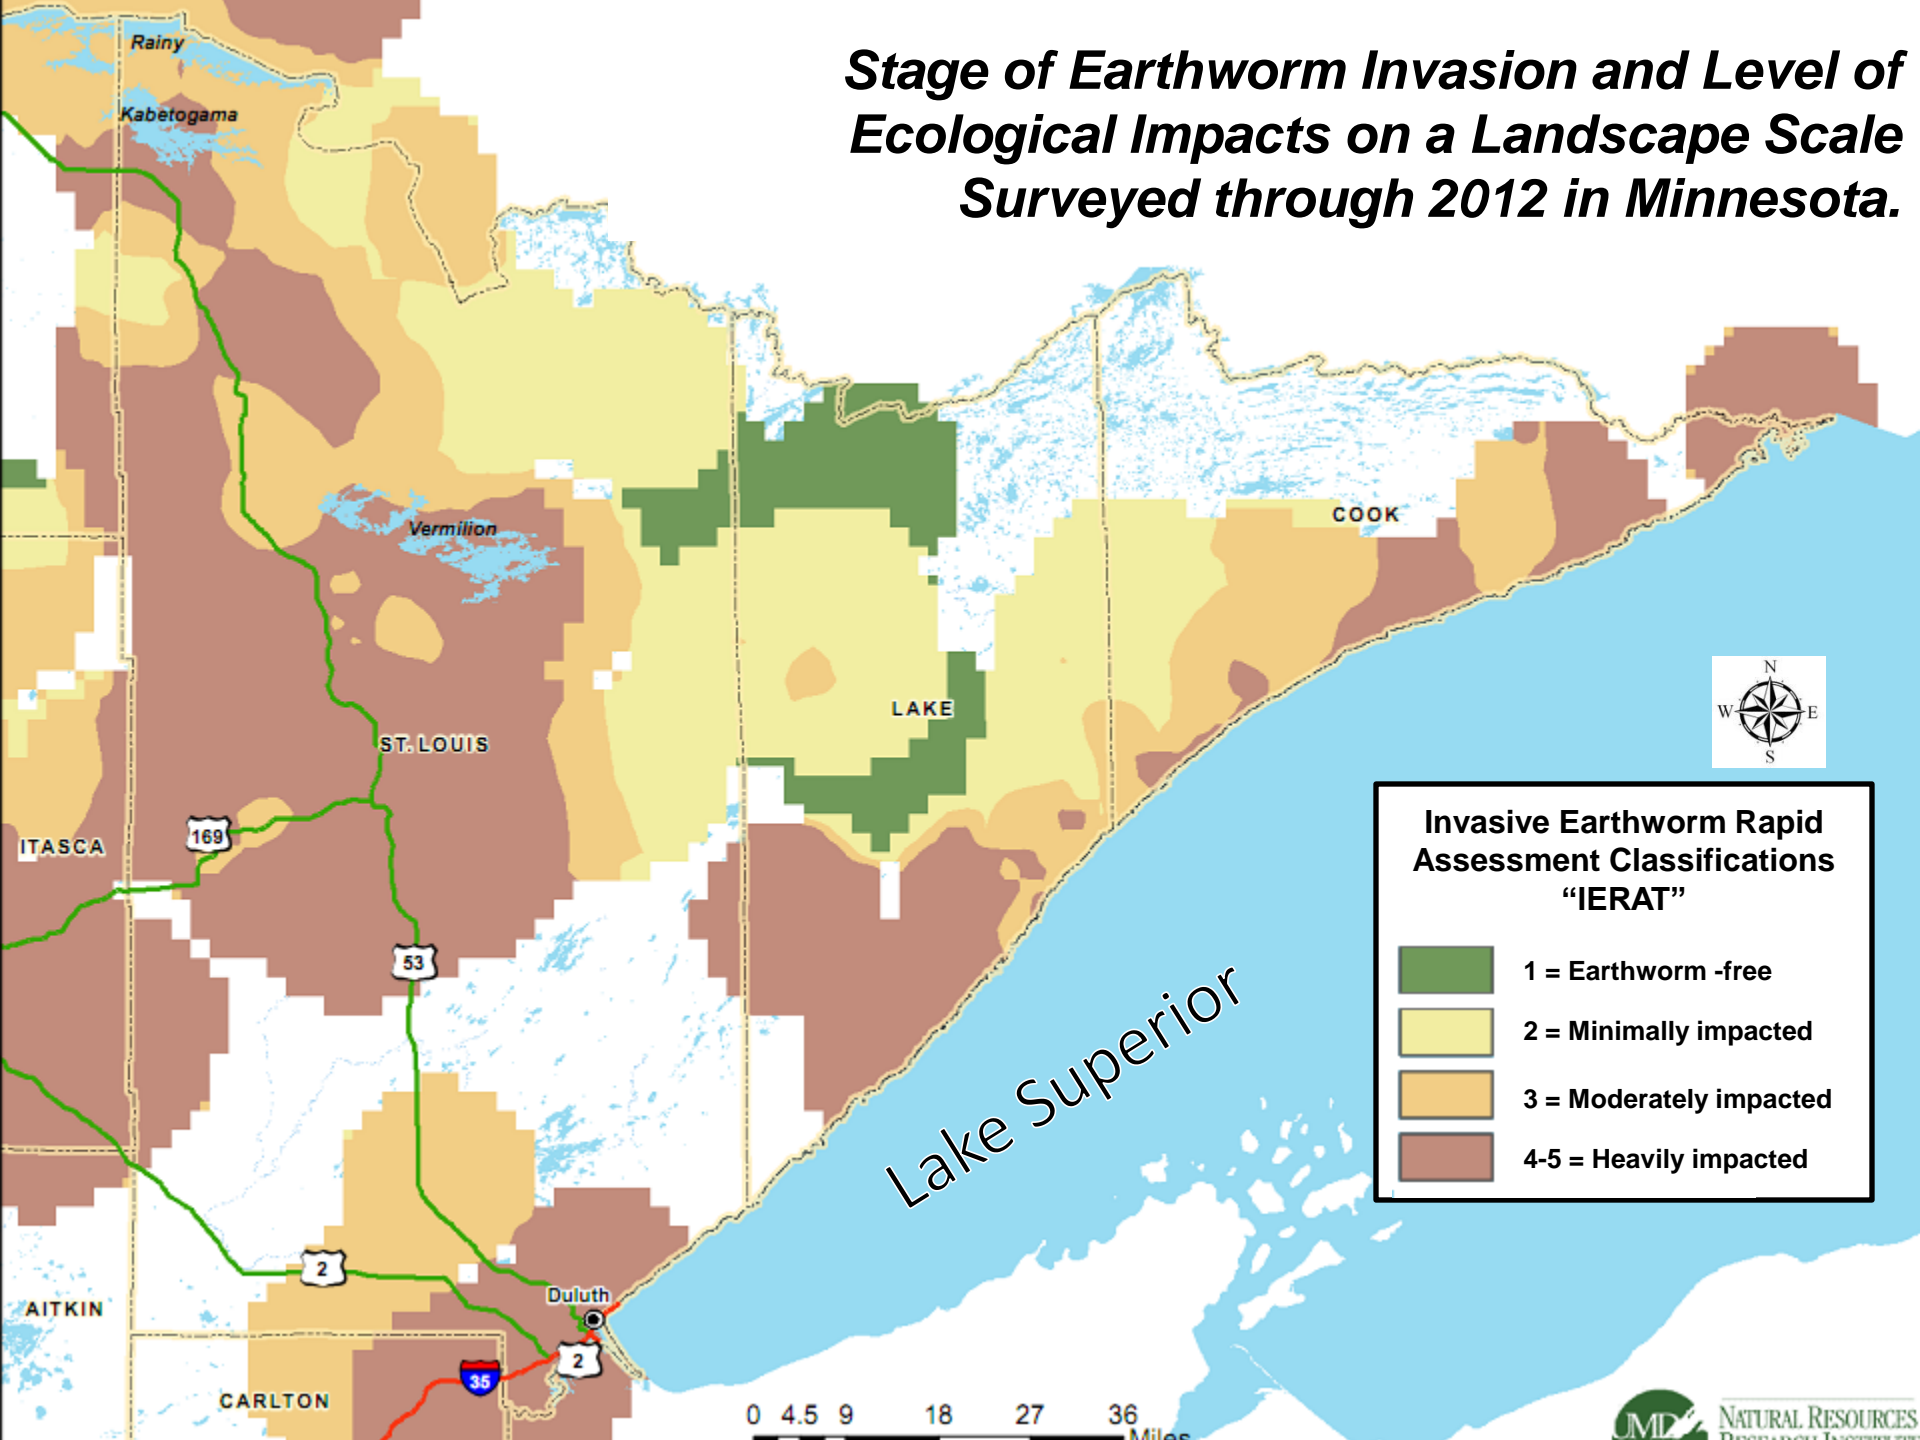 Stage of Earthworm Invasion and Level of
Ecological Impacts on a Landscape Scale
Surveyed through 2012 in Minnesota.
Rainy
Kabetogama
Vermilion
COOK
LAKE
ST. LOUIS
ITASCA
169
53
2
Duluth
2
35
AITKIN
CARLTON
Lake Superior
N
W E
S
Invasive Earthworm Rapid
Assessment Classifications
“IERAT”
1 = Earthworm -free
2 = Minimally impacted
3 = Moderately impacted
4-5 = Heavily impacted
0 4.5 9 18 27 36
Miles
NATURAL RESOURCES
RESEARCH INSTITUTE